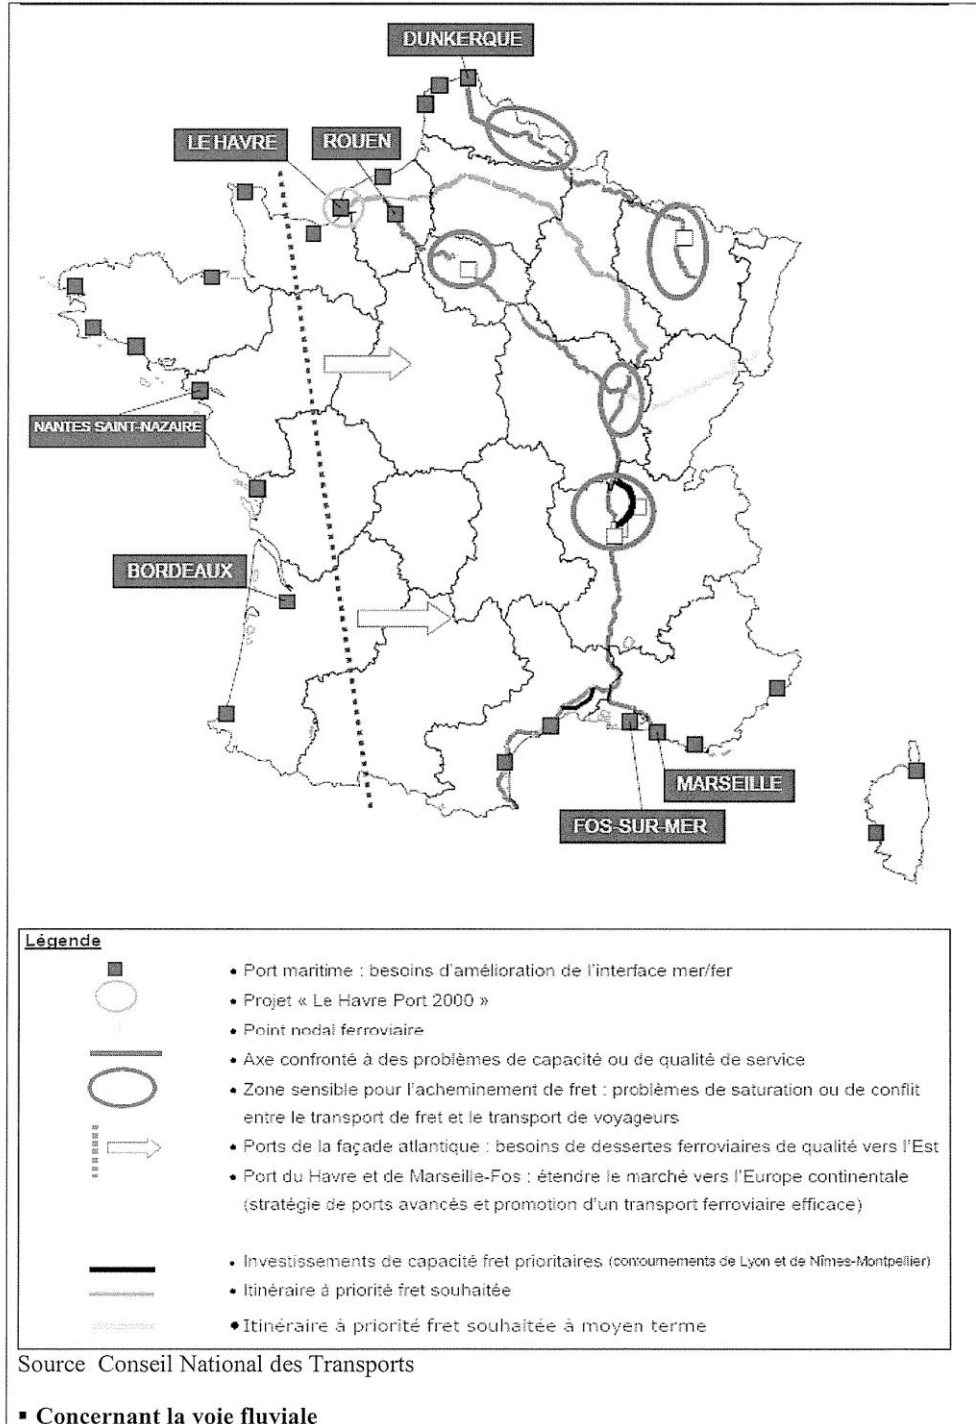 DUNKERQUE
LE HAVRE
ROUEN
NANTES SAINT-NAZAIRE
BORDEAUX
MARSEILLE
FOS-SUR-MER
Légende
• Port maritime : besoins d'amélioration de l'interface mer/fer
• Projet « Le Havre Port 2000 »
• Point nodal ferroviaire
• Axe confronté à des problèmes de capacité ou de qualité de service
• Zone sensible pour l'acheminement de fret : problèmes de saturation ou de conflit
entre le transport de fret et le transport de voyageurs
• Ports de la façade atlantique : besoins de dessertes ferroviaires de qualité vers l'Est
• Port du Havre et de Marseille-Fos : étendre le marché vers l'Europe continentale
(stratégie de ports avancés et promotion d'un transport ferroviaire efficace)
• Investissements de capacité fret prioritaires (contournements de Lyon et de Nîmes-Montpellier)
• Itinéraire à priorité fret souhaitée
• Itinéraire à priorité fret souhaitée à moyen terme
Source Conseil National des Transports
▪ Concernant la voie fluviale